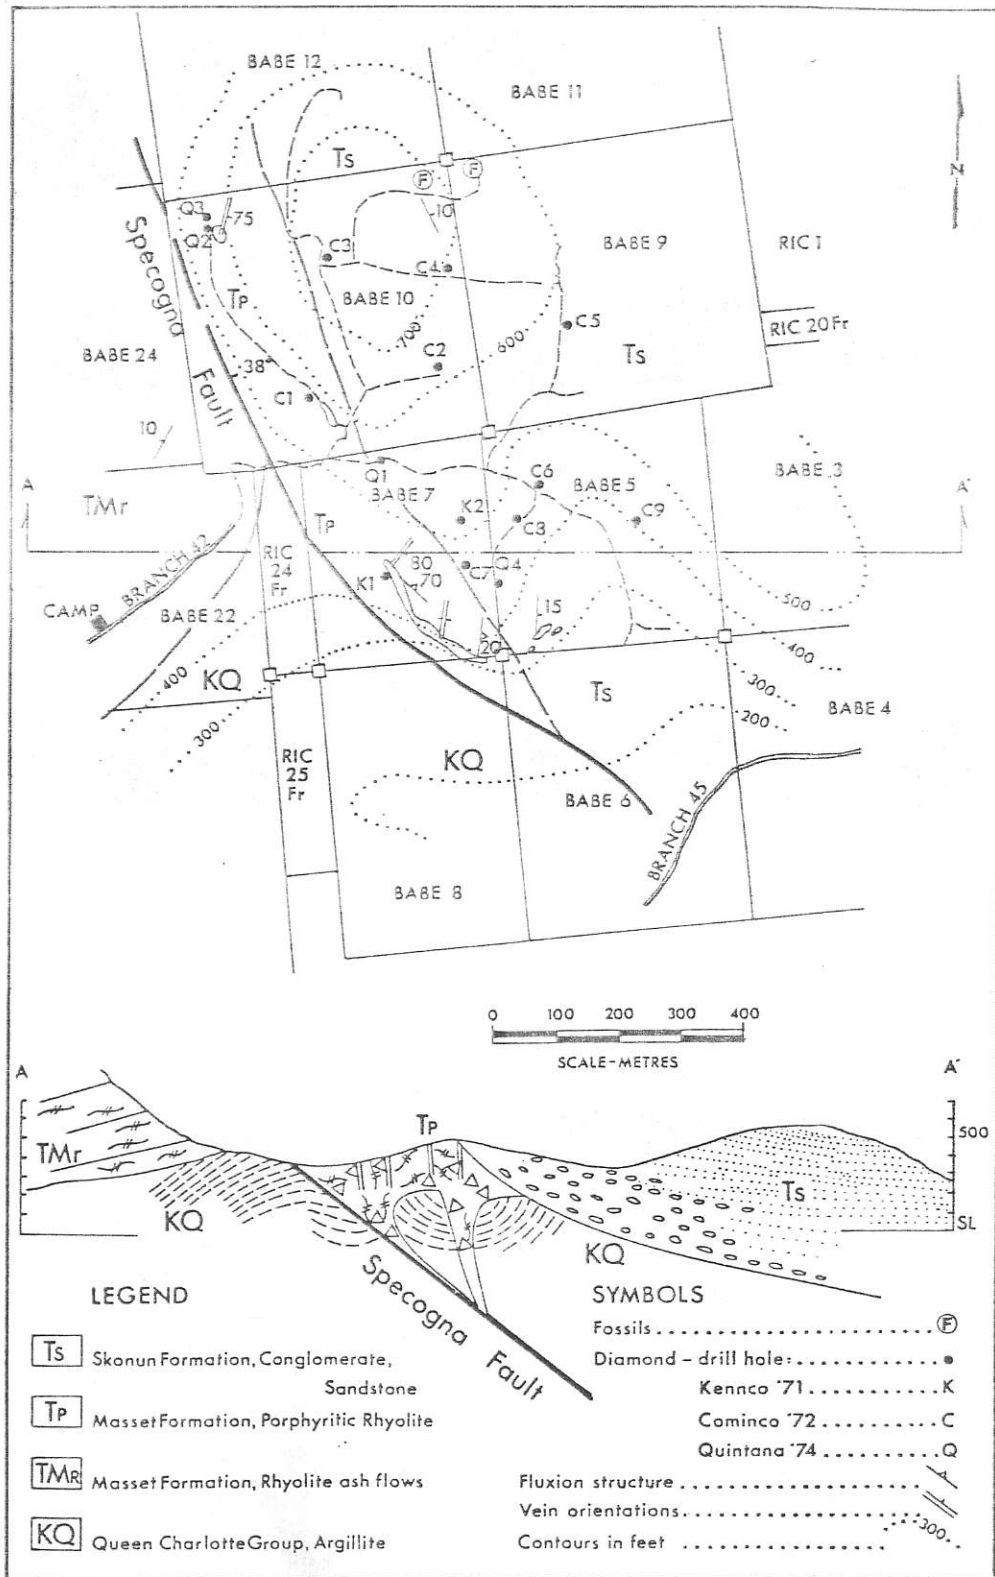 BABE 12
BABE 11
N
Ts
F
F
Q3
75
Q2
10
Specogna
Fault
C3
C4
BABE 9
RIC 1
Tp
BABE 10
700
C5
RIC 20 Fr
600
Ts
BABE 24
38
C2
C1
10
A
Q1
C6
BABE 3
A'
TMr
BABE 7
BABE 5
K2
C9
Tp
RIC
24
Fr
80
C7
Q4
K1
70
BRANCH 42
CAMP
BABE 22
15
500
20
400
KQ
400
300
300
Ts
200
BABE 4
RIC
25
Fr
KQ
BABE 6
BRANCH 45
BABE 8
0 100 200 300 400
SCALE-METRES
A
A'
Tp
500
TMr
Ts
KQ
KQ
SL
Specogna Fault
LEGEND
Ts Skonun Formation, Conglomerate,
Sandstone
Tp Masset Formation, Porphyritic Rhyolite
TMR Masset Formation, Rhyolite ash flows
KQ Queen Charlotte Group, Argillite
SYMBOLS
Fossils F
Diamond - drill hole:
Kennco '71 K
Cominco '72 C
Quintana '74 Q
Fluxion structure
Vein orientations
Contours in feet 300